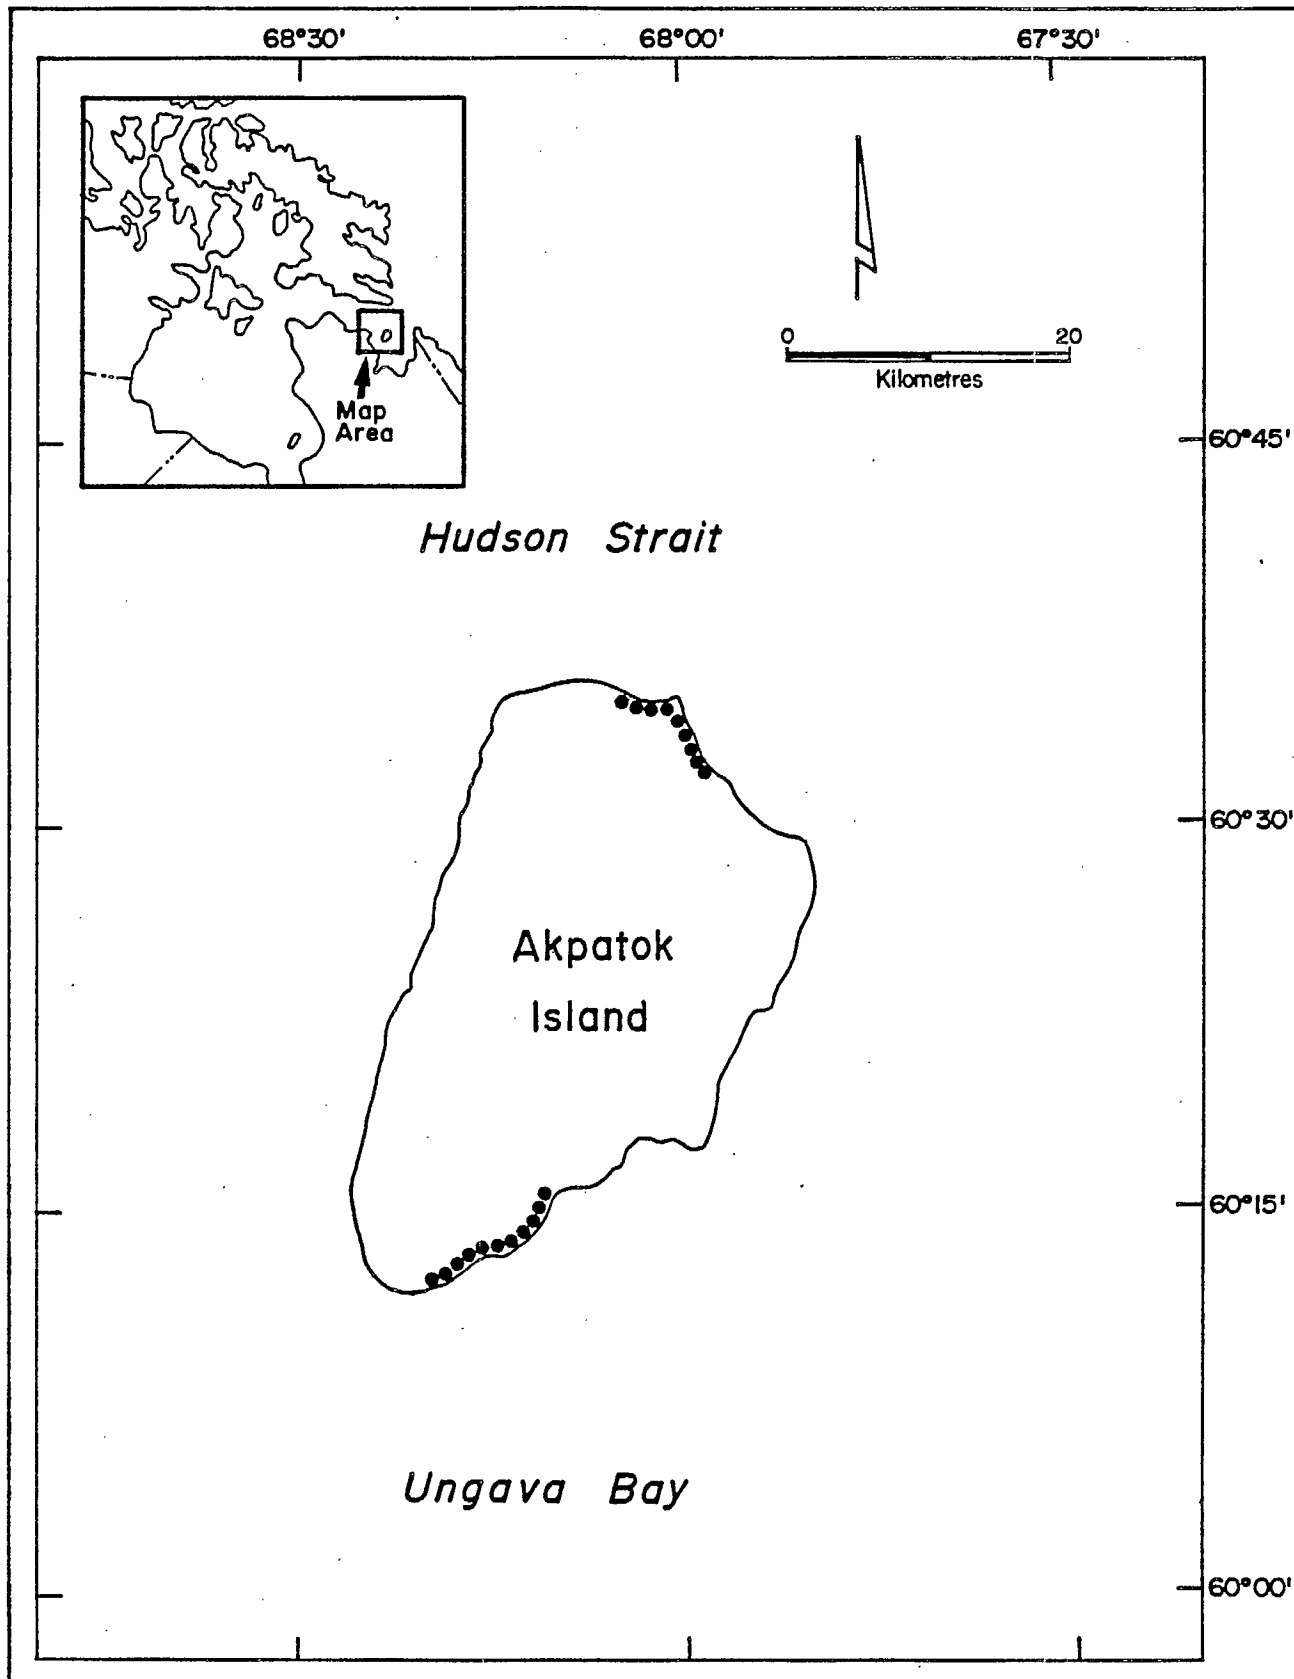 68°30'
68°00'
67°30'
0
20
Kilometres
Map
Area
60°45'
Hudson Strait
60°30'
Akpatok
Island
60°15'
Ungava Bay
60°00'